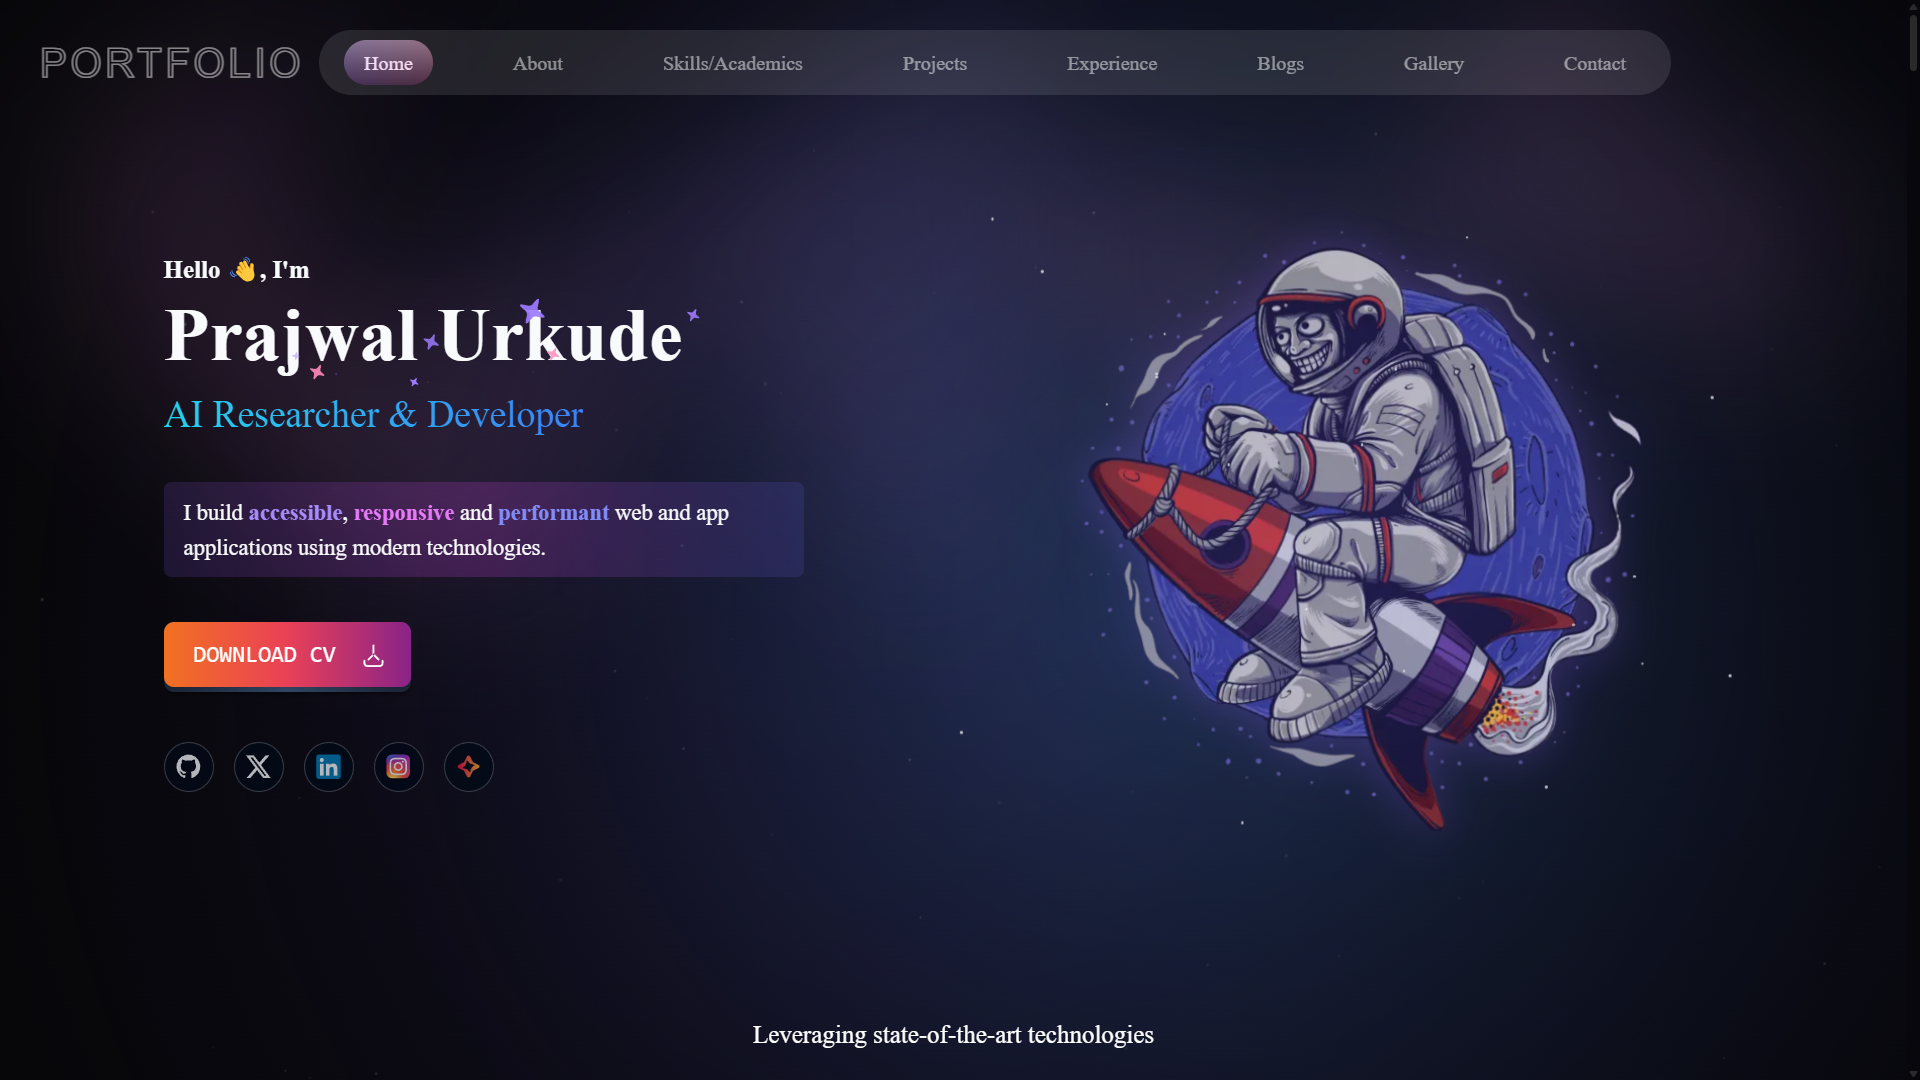 PORTFOLIO
Home
About
Skills/Academics
Projects
Experience
Blogs
Gallery
Contact
Hello 👋, I'm
Prajwal Urkude
AI Researcher & Developer
I build accessible, responsive and performant web and app
applications using modern technologies.
DOWNLOAD CV
Leveraging state-of-the-art technologies